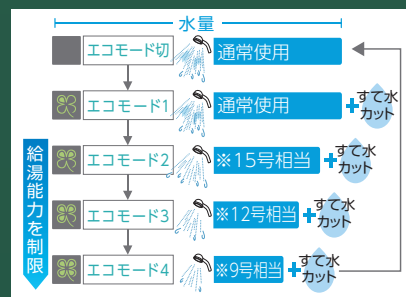 水量
エコモード切
通常使用
エコモード1
通常使用
+すて水
カット
エコモード2
※15号相当
+すて水
カット
エコモード3
※12号相当
+すて水
カット
エコモード4
※9号相当
+すて水
カット
給湯能力を制限